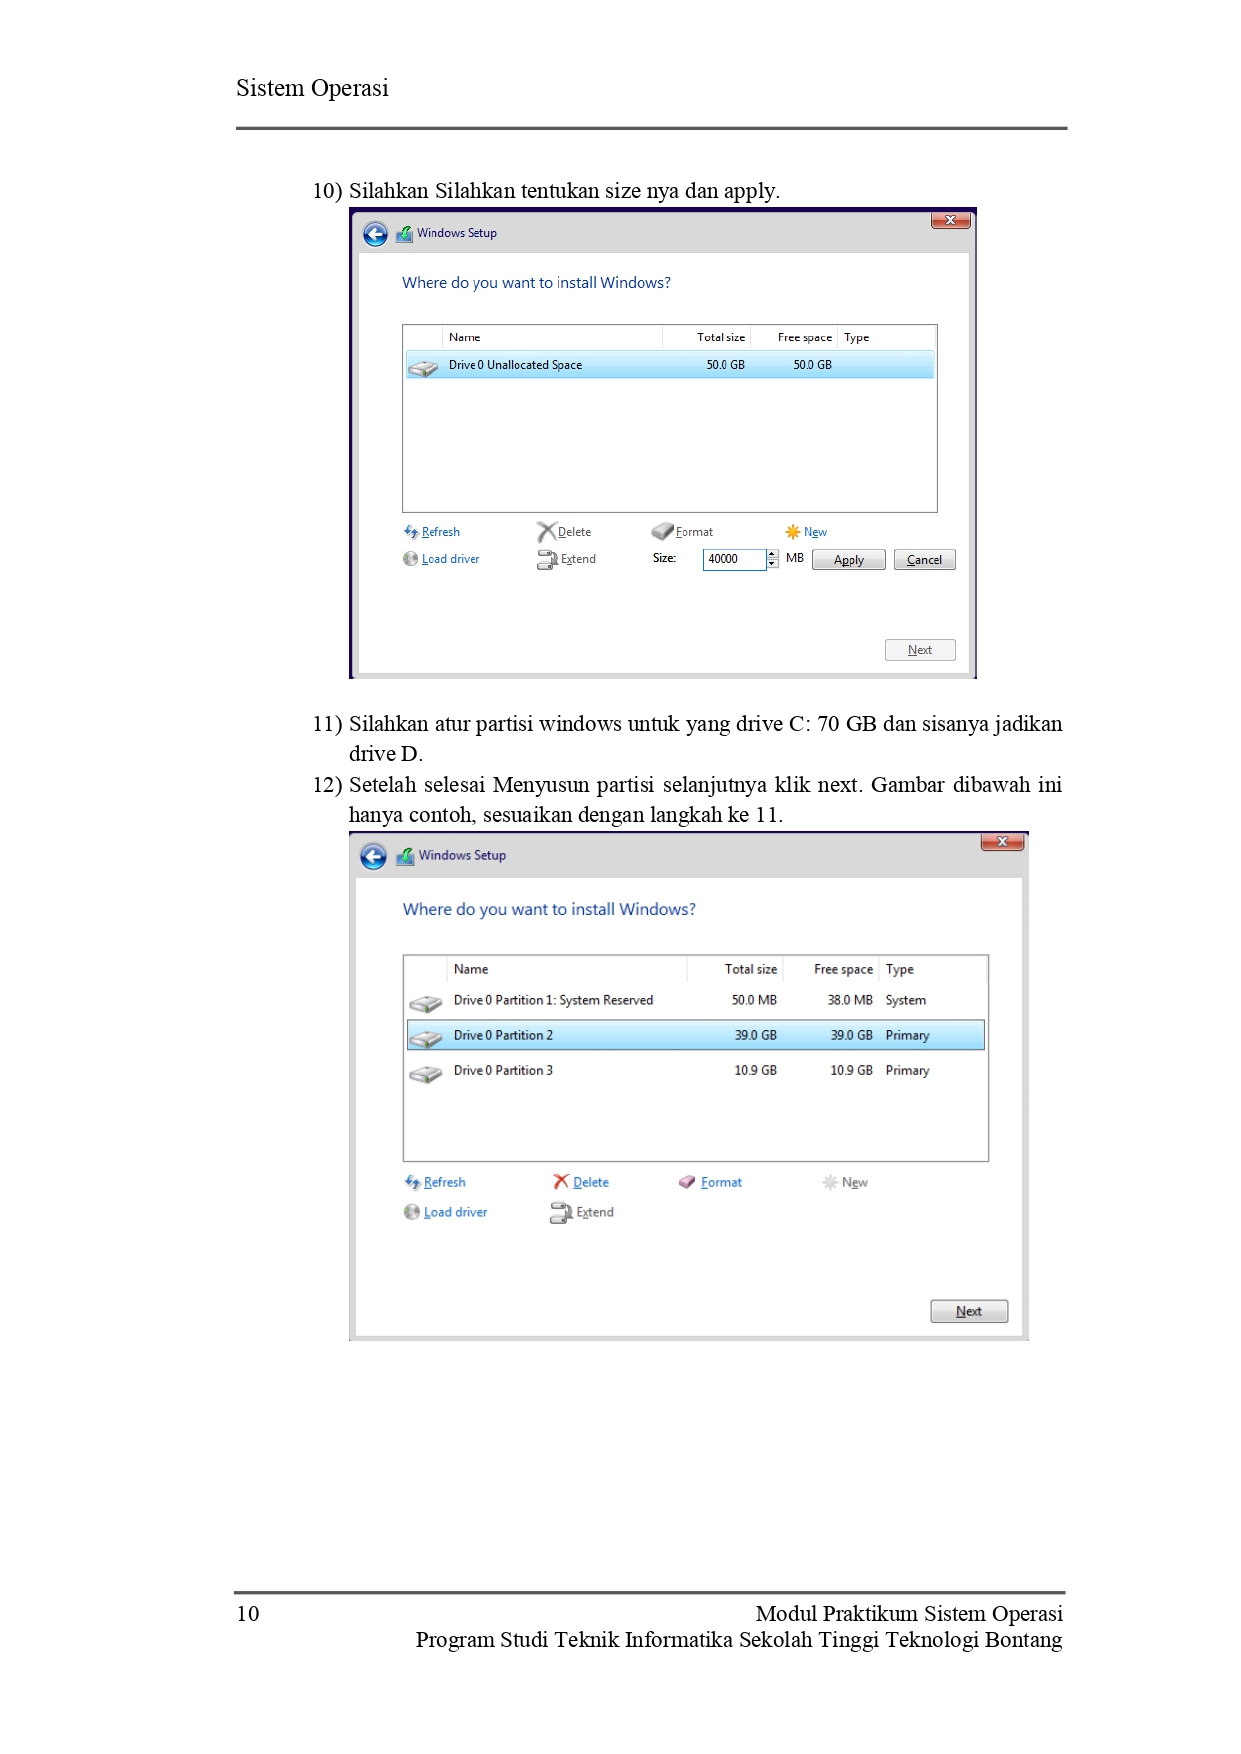 Sistem Operasi
10) Silahkan Silahkan tentukan size nya dan apply.
Windows Setup
Where do you want to install Windows?
Name Total size Free space Type
Drive 0 Unallocated Space 50.0 GB 50.0 GB
Refresh Delete Format New
Load driver Extend Size: 40000 MB Apply Cancel
Next
11) Silahkan atur partisi windows untuk yang drive C: 70 GB dan sisanya jadikan
drive D.
12) Setelah selesai Menyusun partisi selanjutnya klik next. Gambar dibawah ini
hanya contoh, sesuaikan dengan langkah ke 11.
Windows Setup
Where do you want to install Windows?
Name Total size Free space Type
Drive 0 Partition 1: System Reserved 50.0 MB 38.0 MB System
Drive 0 Partition 2 39.0 GB 39.0 GB Primary
Drive 0 Partition 3 10.9 GB 10.9 GB Primary
Refresh Delete Format New
Load driver Extend
Next
10 Modul Praktikum Sistem Operasi
Program Studi Teknik Informatika Sekolah Tinggi Teknologi Bontang